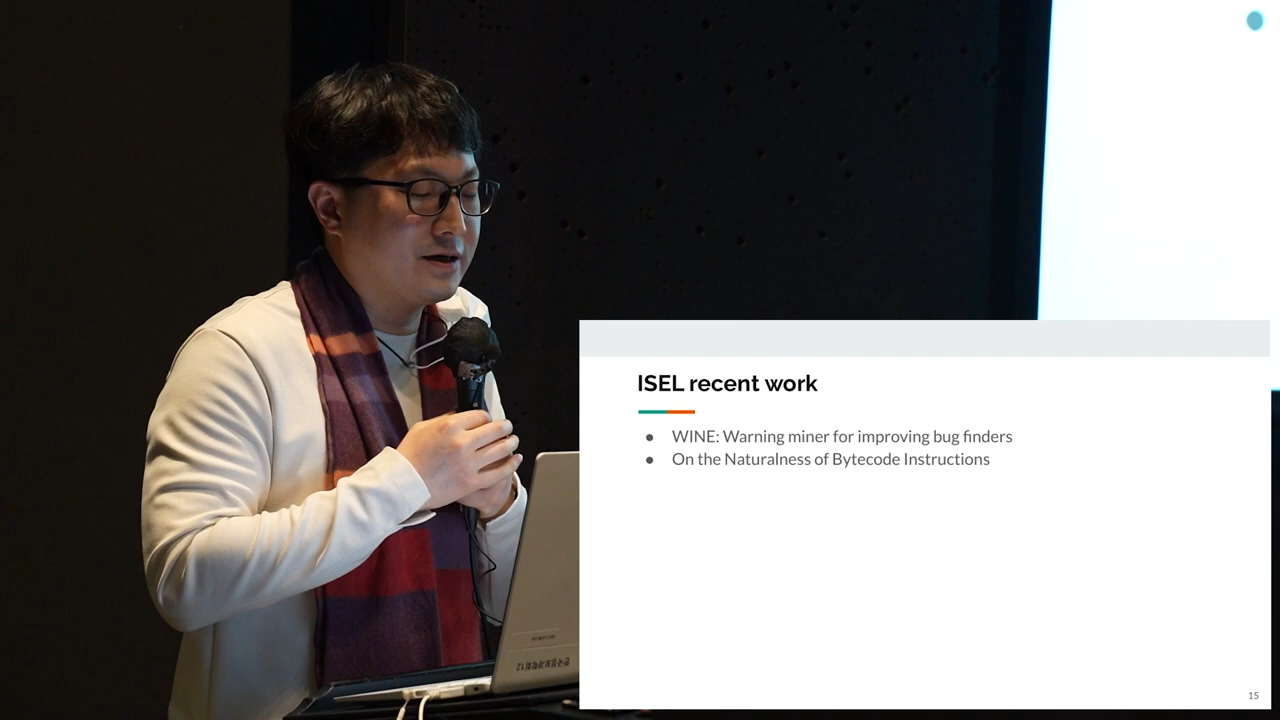 ISEL recent work
● WINE: Warning miner for improving bug finders
● On the Naturalness of Bytecode Instructions
15